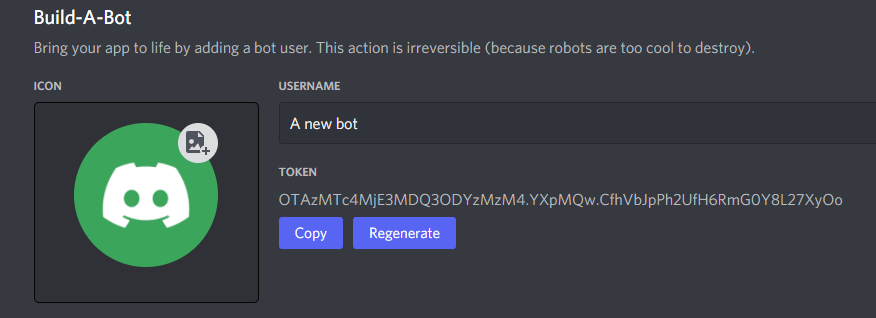 Build-A-Bot
Bring your app to life by adding a bot user. This action is irreversible (because robots are too cool to destroy).
ICON
USERNAME
A new bot
TOKEN
OTAzMTc4MjE3MDQ3ODYzMzM4.YXpMQw.CfhVbJpPh2UfH6RmG0Y8L27XyOo
Copy Regenerate